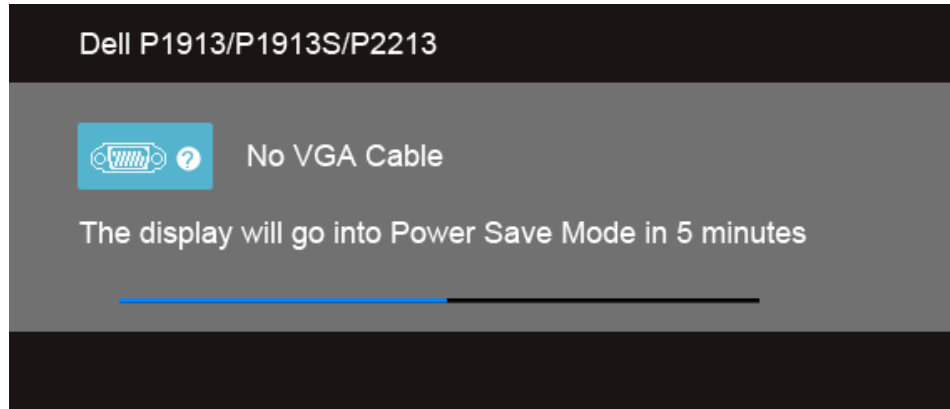 Dell P1913/P1913S/P2213
No VGA Cable
The display will go into Power Save Mode in 5 minutes